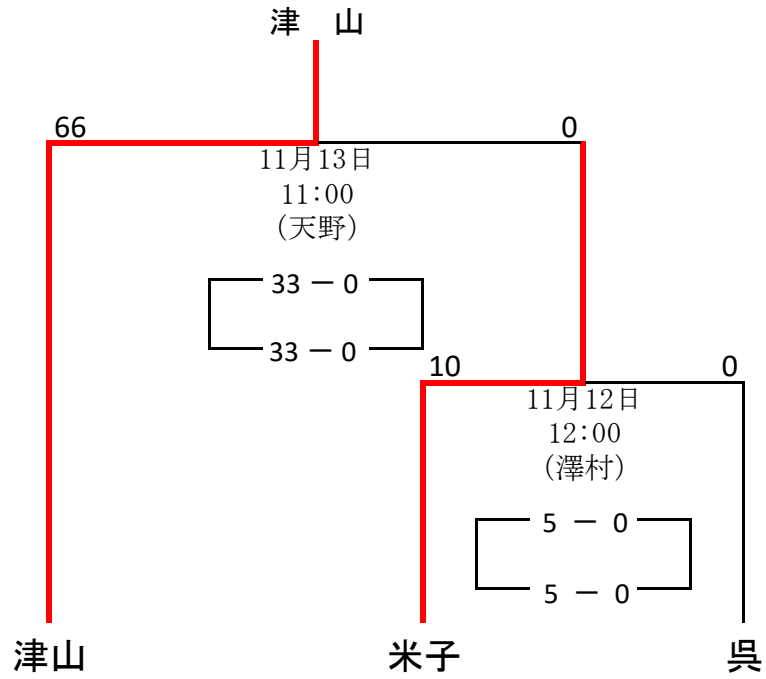 津 山
66
0
11月13日
11:00
(天野)
33 － 0
33 － 0
10
0
11月12日
12:00
(澤村)
5 － 0
5 － 0
津山
米子
呉